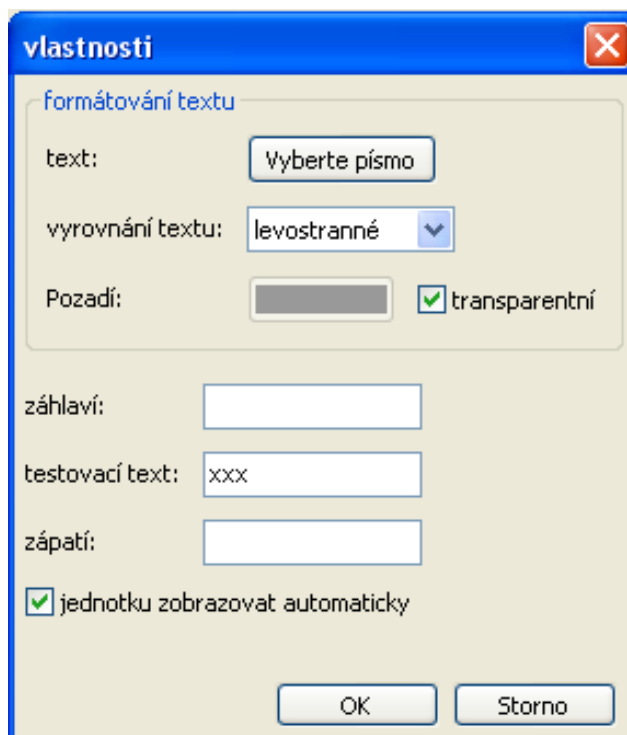 vlastnosti
formátování textu
text: Vyberte písmo
vyrovnání textu: levostranné
Pozadí: transparentní
záhlaví:
testovací text: xxx
zápatí:
jednotku zobrazovat automaticky
OK Storno